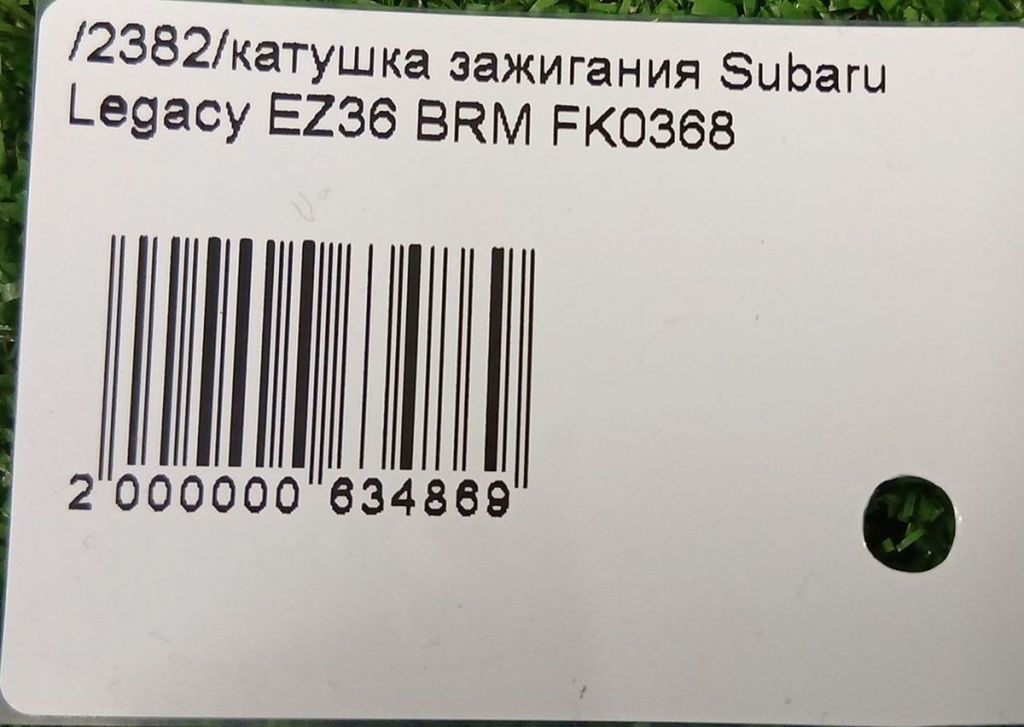 /2382/катушка зажигания Subaru
Legacy EZ36 BRM FK0368
2 000000 634869